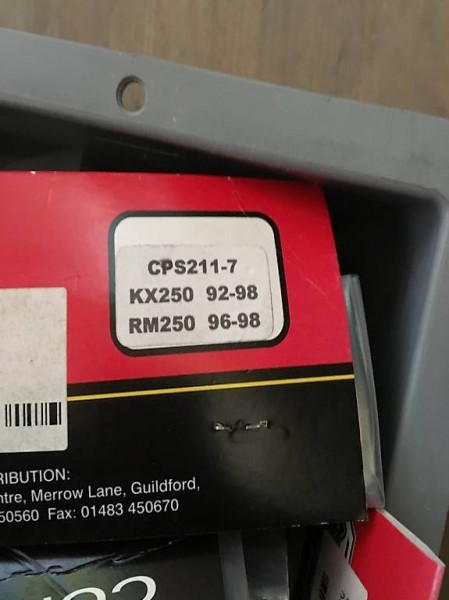 CPS211-7
KX250 92-98
RM250 96-98
RIBUTION:
ntre, Merrow Lane, Guildford,
50560 Fax: 01483 450670